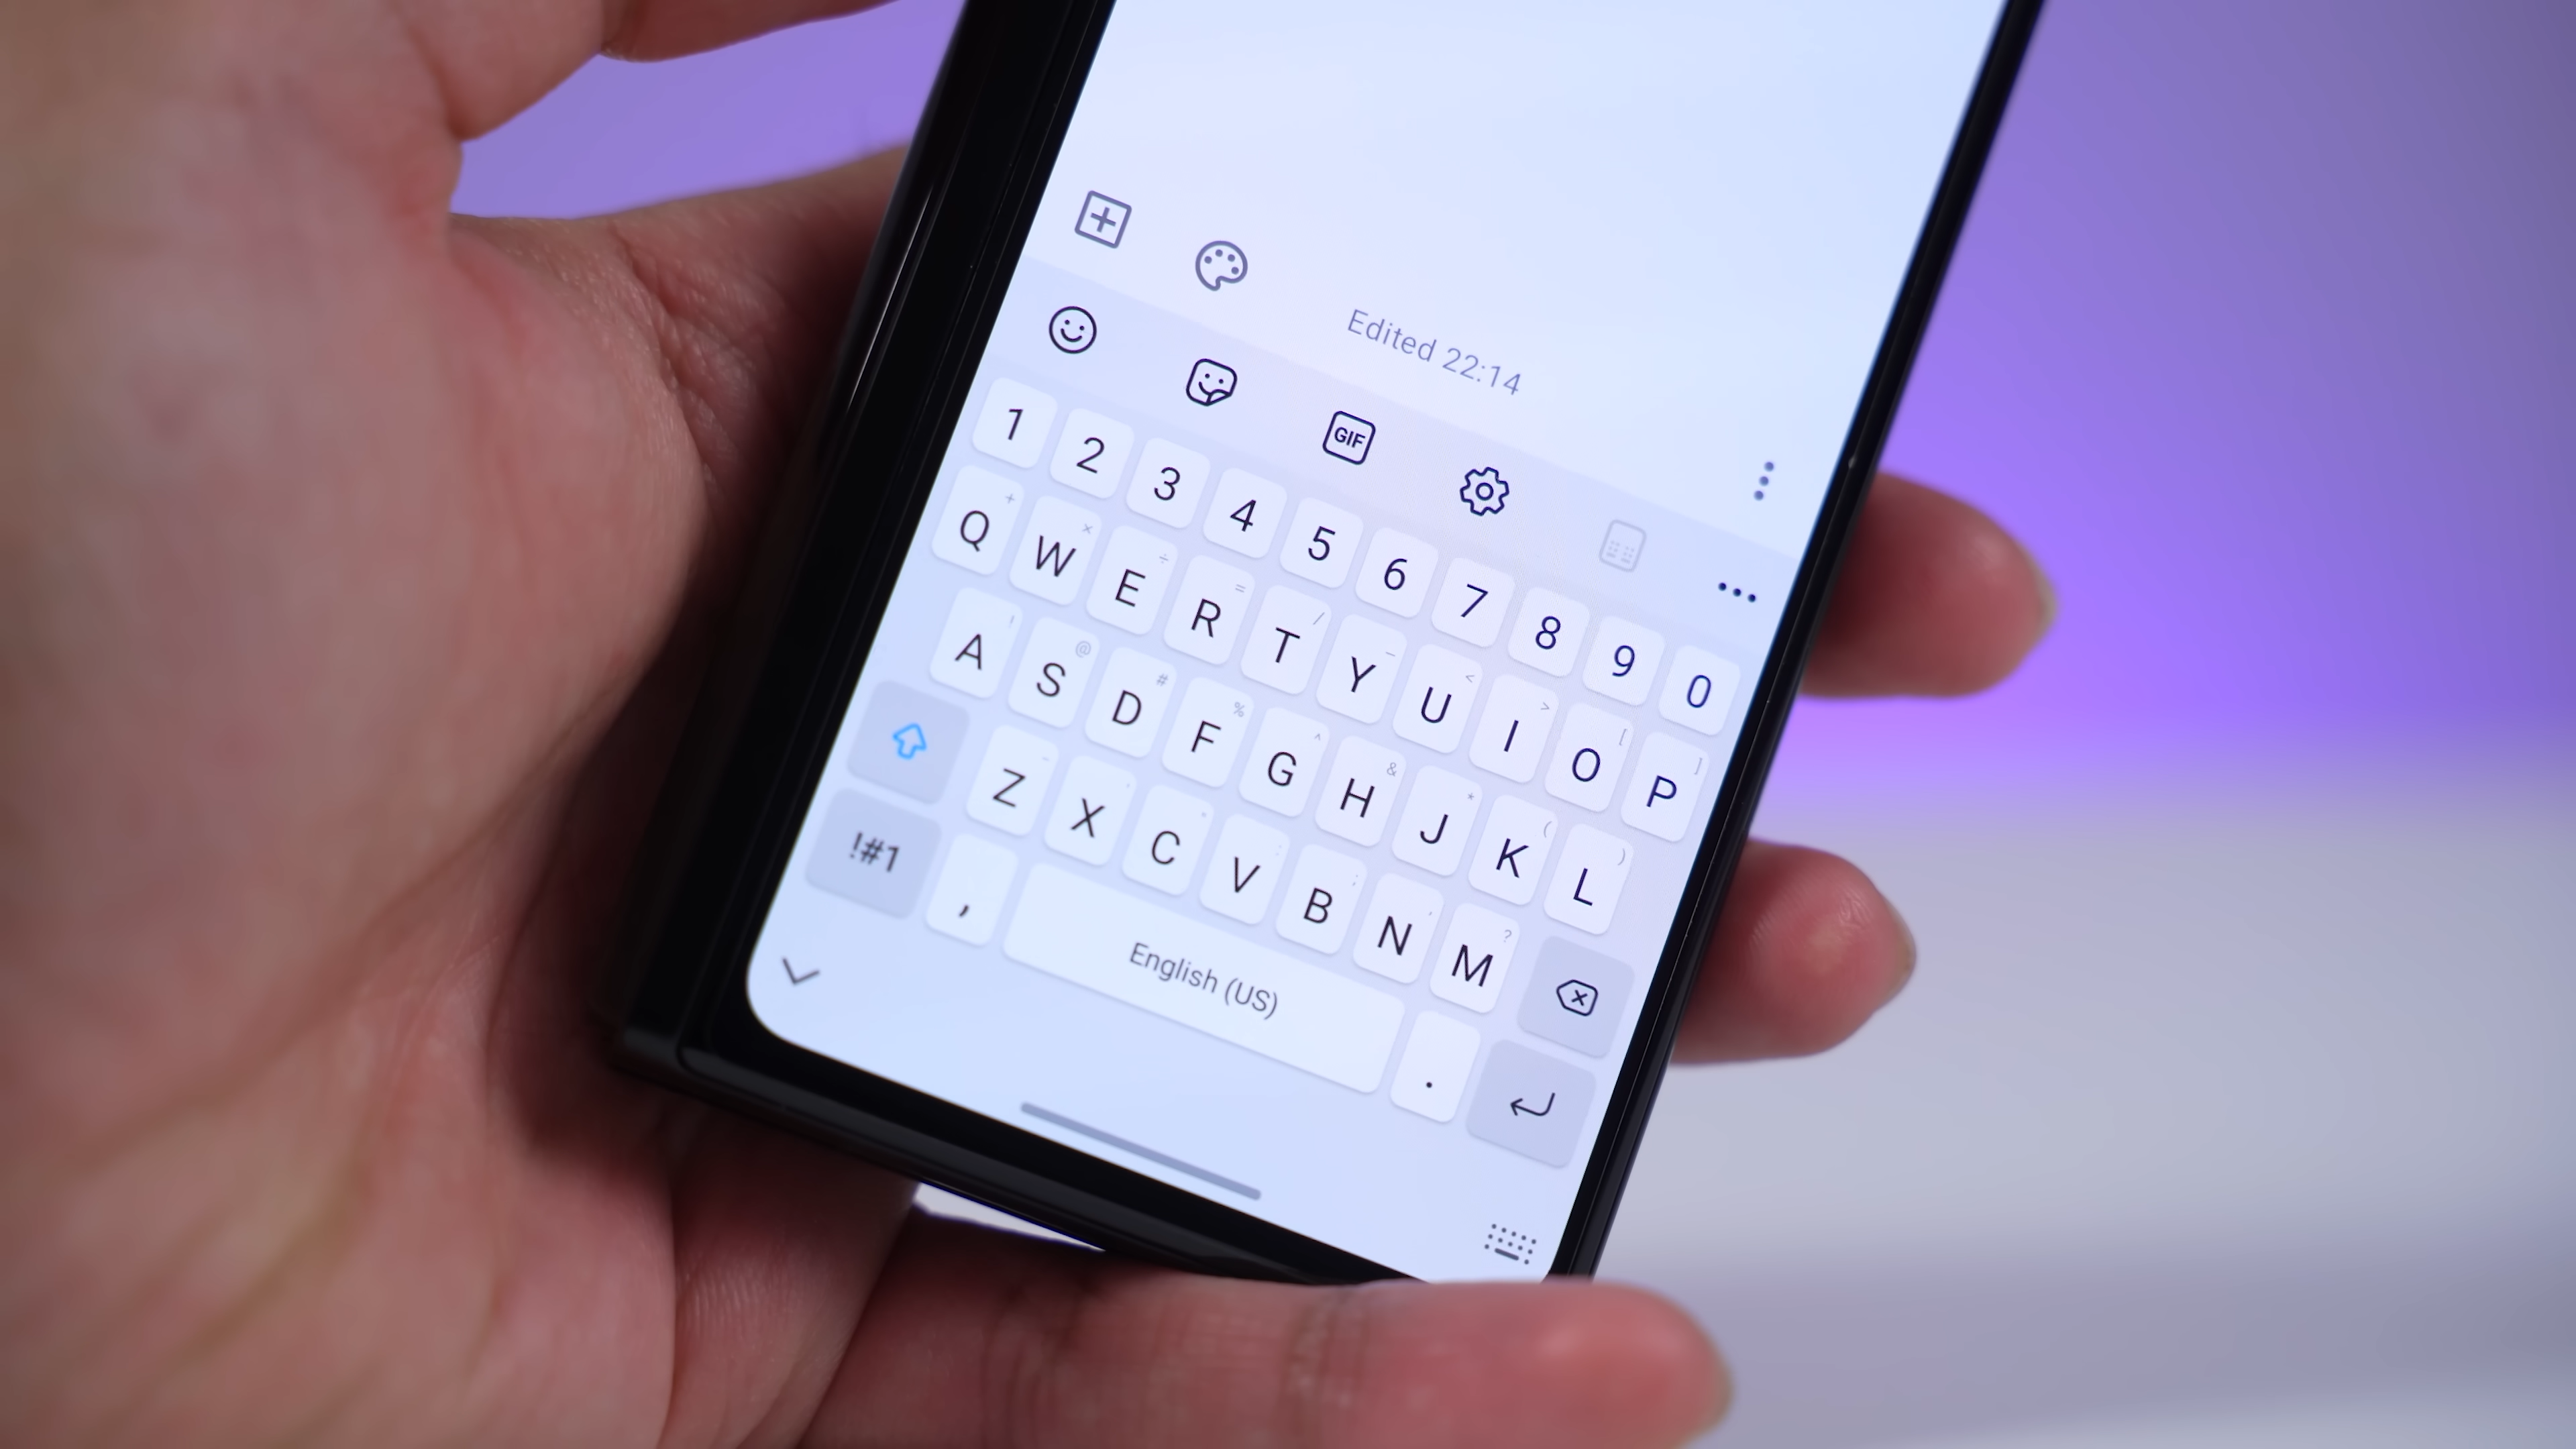 Edited 22:14
GIF
1 2 3 4 5 6 7 8 9 0
Q W E R T Y U I O P
+ × ÷ = / _ < > [ ]
A S D F G H J K L
! @ # % ^ & * ( )
Z X C V B N M
- ' " : ; , ?
!#1 , English (US) .